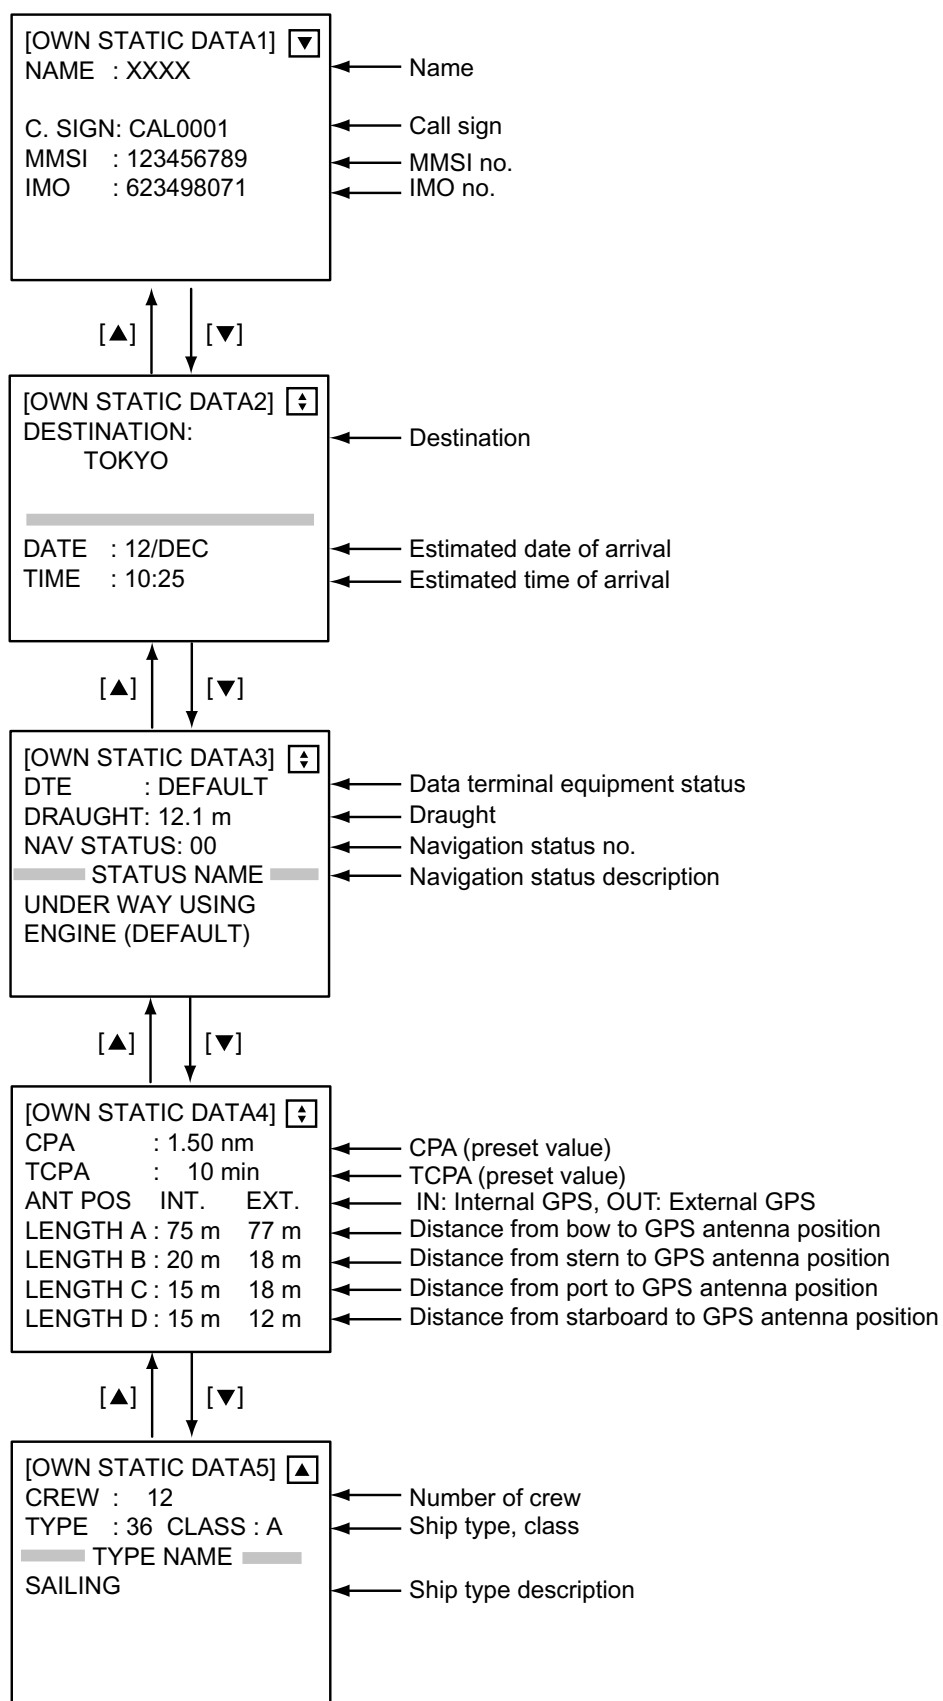 [OWN STATIC DATA1] ▼
NAME : XXXX
Name
C. SIGN: CAL0001
Call sign
MMSI : 123456789
MMSI no.
IMO : 623498071
IMO no.
[▲] [▼]
[OWN STATIC DATA2]
DESTINATION:
Destination
TOKYO
DATE : 12/DEC
Estimated date of arrival
TIME : 10:25
Estimated time of arrival
[▲] [▼]
[OWN STATIC DATA3]
DTE : DEFAULT
Data terminal equipment status
DRAUGHT: 12.1 m
Draught
NAV STATUS: 00
Navigation status no.
STATUS NAME
Navigation status description
UNDER WAY USING
ENGINE (DEFAULT)
[▲] [▼]
[OWN STATIC DATA4]
CPA : 1.50 nm
CPA (preset value)
TCPA : 10 min
TCPA (preset value)
ANT POS INT. EXT.
IN: Internal GPS, OUT: External GPS
LENGTH A : 75 m 77 m
Distance from bow to GPS antenna position
LENGTH B : 20 m 18 m
Distance from stern to GPS antenna position
LENGTH C : 15 m 18 m
Distance from port to GPS antenna position
LENGTH D : 15 m 12 m
Distance from starboard to GPS antenna position
[▲] [▼]
[OWN STATIC DATA5] ▲
CREW : 12
Number of crew
TYPE : 36 CLASS : A
Ship type, class
TYPE NAME
SAILING
Ship type description